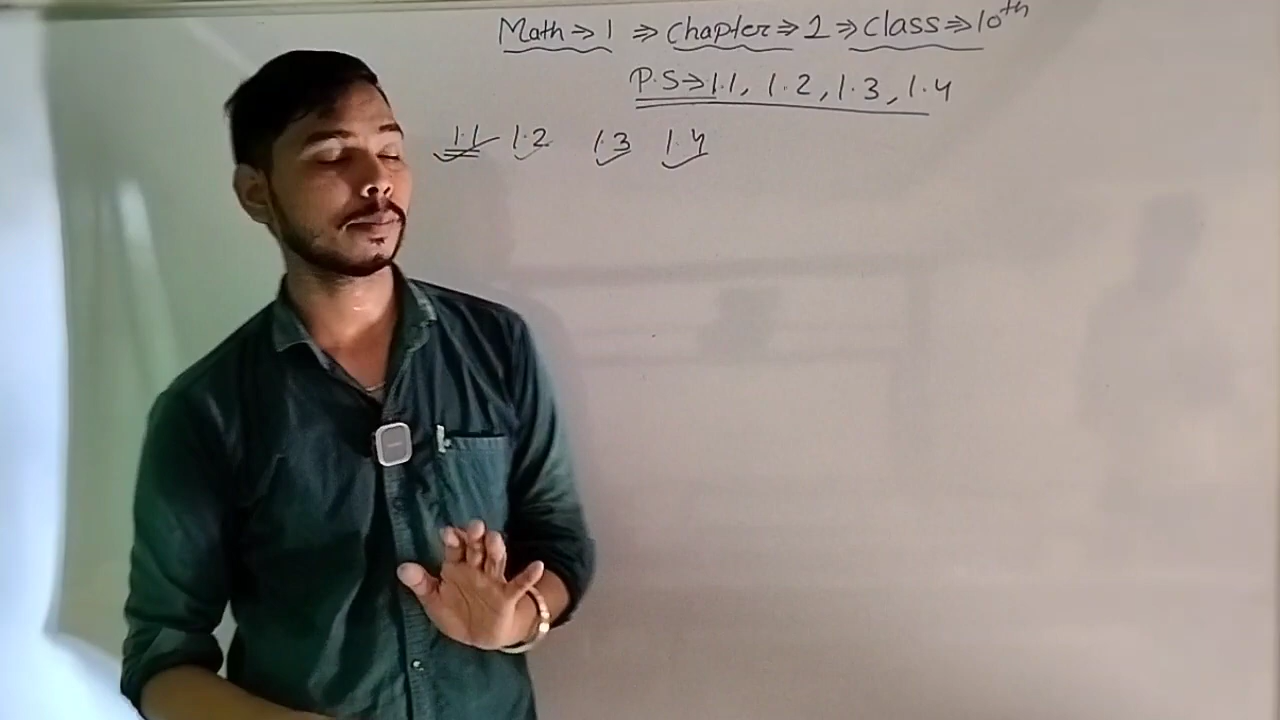 Math → 1 ⇒ Chapter ⇒ 1 ⇒ Class ⇒ 10th
P.S → 1.1, 1.2, 1.3, 1.4
1.1 1.2 1.3 1.4